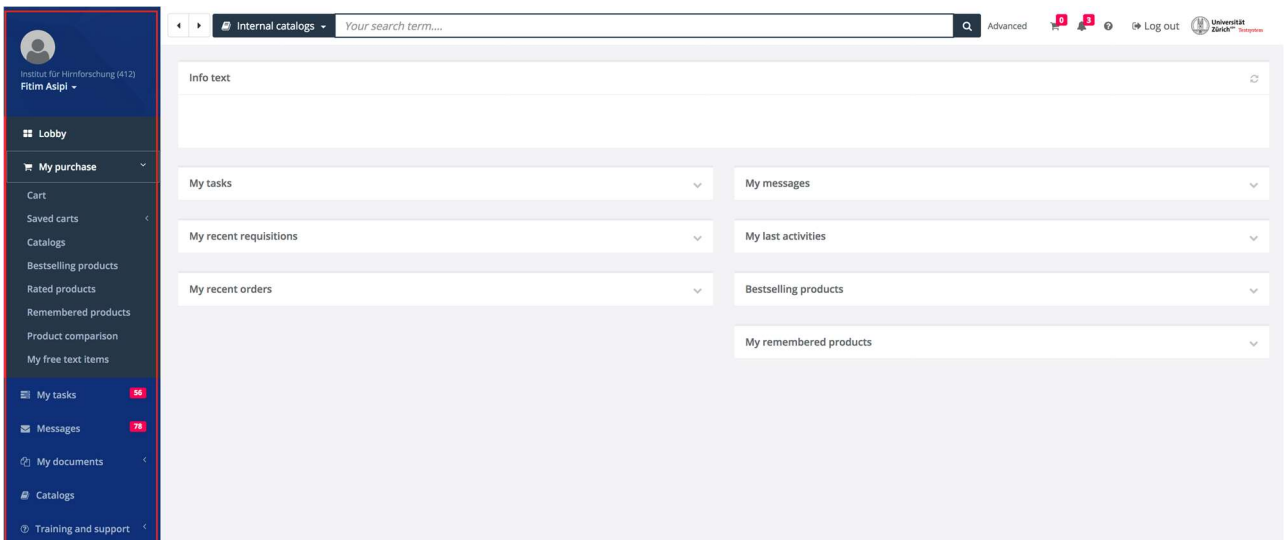 Institut für Hirnforschung (412)
Fitim Asipi
Lobby
My purchase
Cart
Saved carts
Catalogs
Bestselling products
Rated products
Remembered products
Product comparison
My free text items
My tasks 56
Messages 78
My documents
Catalogs
Training and support
Internal catalogs Your search term.... Advanced 0 3 Log out
Universität
Zürich UZH Testsystem
Info text
My tasks
My messages
My recent requisitions
My last activities
My recent orders
Bestselling products
My remembered products